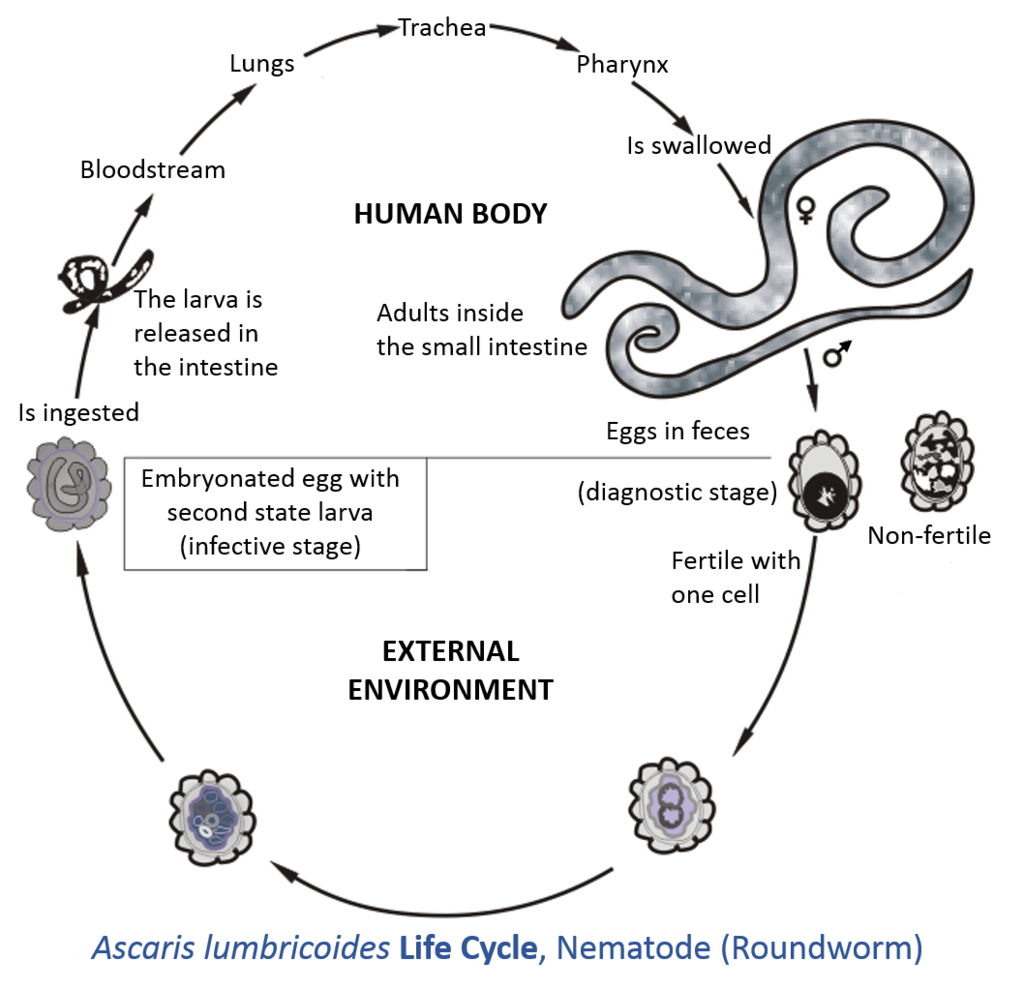 Trachea
Lungs
Pharynx
Is swallowed
Bloodstream
HUMAN BODY
♀
The larva is
released in
the intestine
Adults inside
the small intestine
♂
Is ingested
Eggs in feces
Embryonated egg with
second state larva
(infective stage)
(diagnostic stage)
Non-fertile
Fertile with
one cell
EXTERNAL
ENVIRONMENT
Ascaris lumbricoides Life Cycle, Nematode (Roundworm)